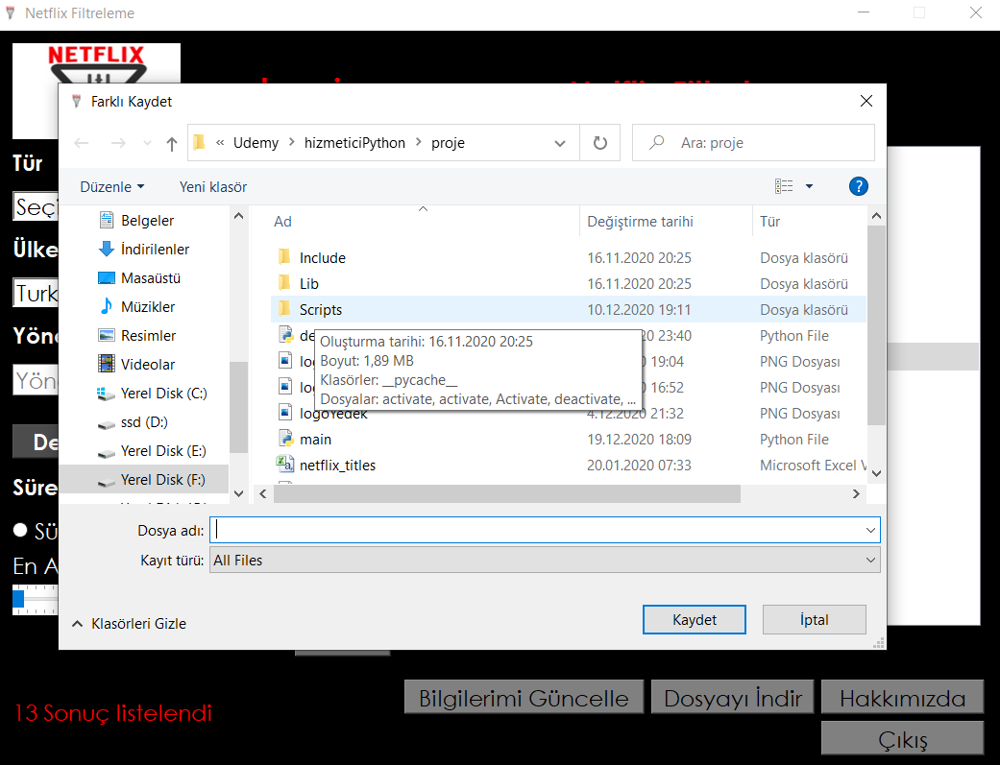 Netflix Filtreleme
NETFLIX
Farklı Kaydet
« Udemy > hizmeticiPython > proje
Ara: proje
Düzenle
Yeni klasör
?
Tür
Seçi
Ülke
Turk
Yöne
Yön
De
Süre
Sü
En A
Belgeler
İndirilenler
Masaüstü
Müzikler
Resimler
Videolar
Yerel Disk (C:)
ssd (D:)
Yerel Disk (E:)
Yerel Disk (F:)
Ad Değiştirme tarihi Tür
Include 16.11.2020 20:25 Dosya klasörü
Lib 16.11.2020 20:25 Dosya klasörü
Scripts 10.12.2020 19:11 Dosya klasörü
de 20 23:40 Python File
log 19:04 PNG Dosyası
log 16:52 PNG Dosyası
logoYedek 4.12.2020 21:32 PNG Dosyası
main 19.12.2020 18:09 Python File
netflix_titles 20.01.2020 07:33 Microsoft Excel V
Oluşturma tarihi: 16.11.2020 20:25
Boyut: 1,89 MB
Klasörler: __pycache__
Dosyalar: activate, activate, Activate, deactivate, ...
Dosya adı:
Kayıt türü: All Files
Klasörleri Gizle
Kaydet
İptal
13 Sonuç listelendi
Bilgilerimi Güncelle
Dosyayı İndir
Hakkımızda
Çıkış